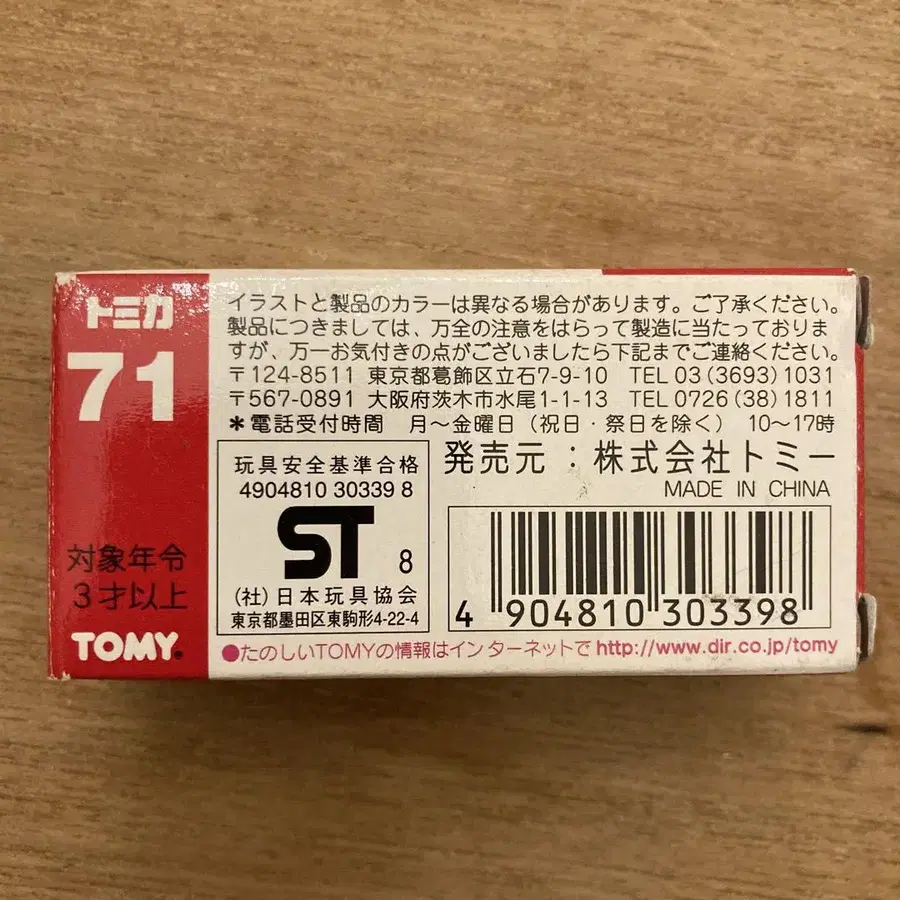 トミカ
71
対象年令
3才以上
TOMY
イラストと製品のカラーは異なる場合があります。ご了承ください。
製品につきましては、万全の注意をはらって製造に当たっておりま
すが、万一お気付きの点がございましたら下記までご連絡ください。
〒124-8511 東京都葛飾区立石7-9-10 TEL 03(3693)1031
〒567-0891 大阪府茨木市水尾1-1-13 TEL 0726(38)1811
＊電話受付時間 月～金曜日（祝日・祭日を除く） 10～17時
玩具安全基準合格
4904810 30339 8
ST 8
（社）日本玩具協会
東京都墨田区東駒形4-22-4
発売元：株式会社トミー
MADE IN CHINA
4 904810 303398
●たのしいTOMYの情報はインターネットで http://www.dir.co.jp/tomy